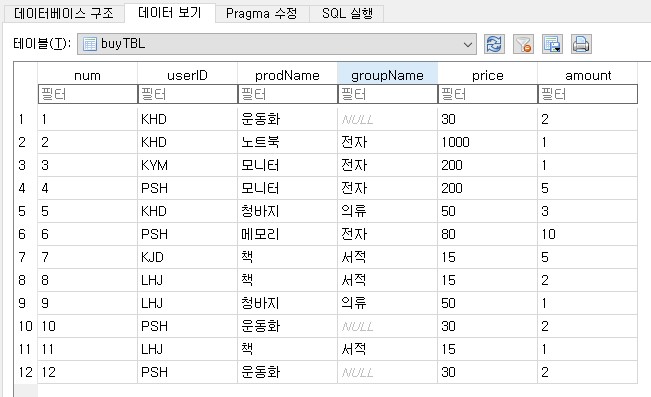 데이터베이스 구조 데이터 보기 Pragma 수정 SQL 실행
테이블(T): buyTBL
num userID prodName groupName price amount
필터 필터 필터 필터 필터 필터
1 1 KHD 운동화 NULL 30 2
2 2 KHD 노트북 전자 1000 1
3 3 KYM 모니터 전자 200 1
4 4 PSH 모니터 전자 200 5
5 5 KHD 청바지 의류 50 3
6 6 PSH 메모리 전자 80 10
7 7 KJD 책 서적 15 5
8 8 LHJ 책 서적 15 2
9 9 LHJ 청바지 의류 50 1
10 10 PSH 운동화 NULL 30 2
11 11 LHJ 책 서적 15 1
12 12 PSH 운동화 NULL 30 2